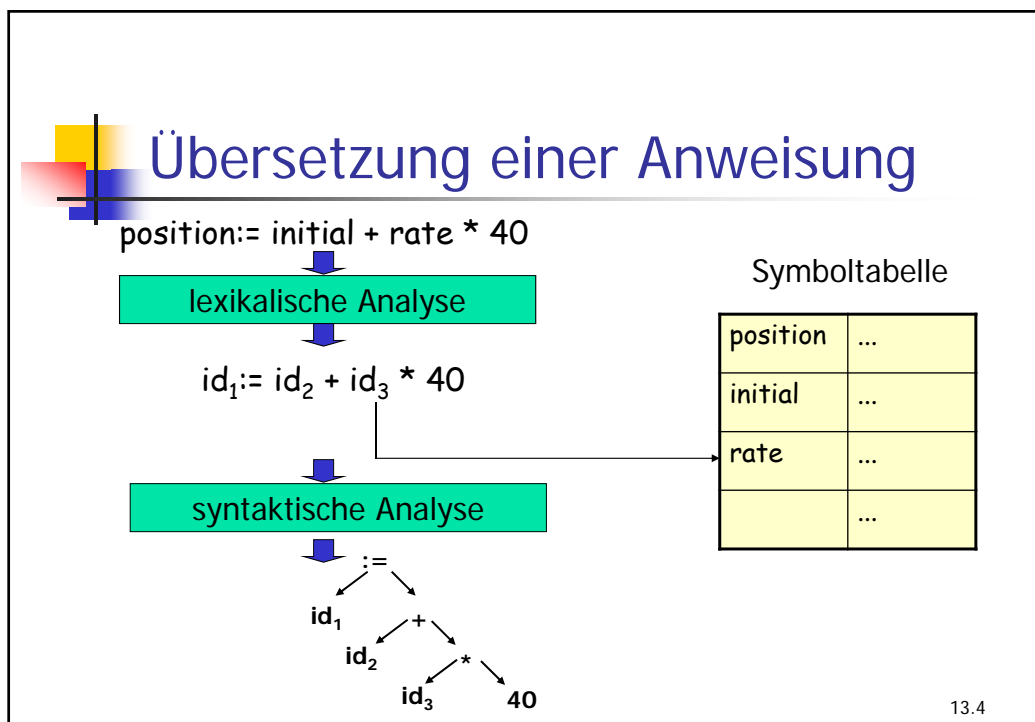 Übersetzung einer Anweisung
position:= initial + rate * 40
lexikalische Analyse
id₁:= id₂ + id₃ * 40
syntaktische Analyse
:=
id₁ +
id₂ *
id₃ 40
Symboltabelle
position ...
initial ...
rate ...
...
13.4